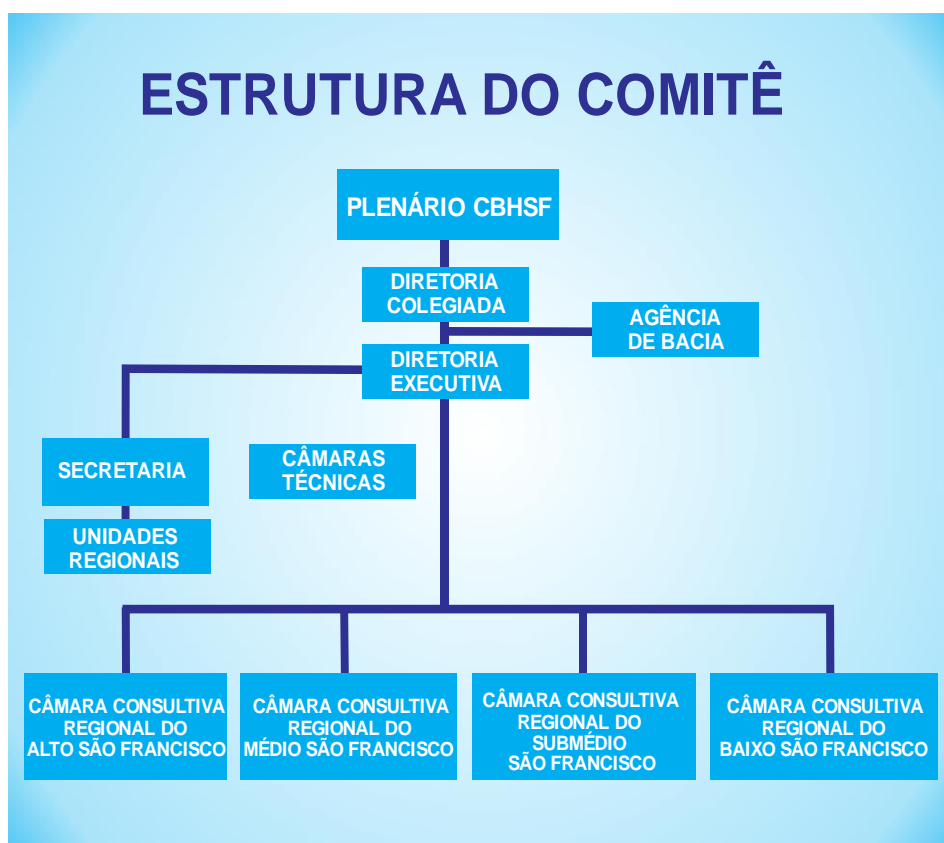 ESTRUTURA DO COMITÊ
PLENÁRIO CBHSF
DIRETORIA
COLEGIADA
AGÊNCIA
DE BACIA
DIRETORIA
EXECUTIVA
SECRETARIA
CÂMARAS
TÉCNICAS
UNIDADES
REGIONAIS
CÂMARA CONSULTIVA
REGIONAL DO
ALTO SÃO FRANCISCO
CÂMARA CONSULTIVA
REGIONAL DO
MÉDIO SÃO FRANCISCO
CÂMARA CONSULTIVA
REGIONAL DO
SUBMÉDIO
SÃO FRANCISCO
CÂMARA CONSULTIVA
REGIONAL DO
BAIXO SÃO FRANCISCO